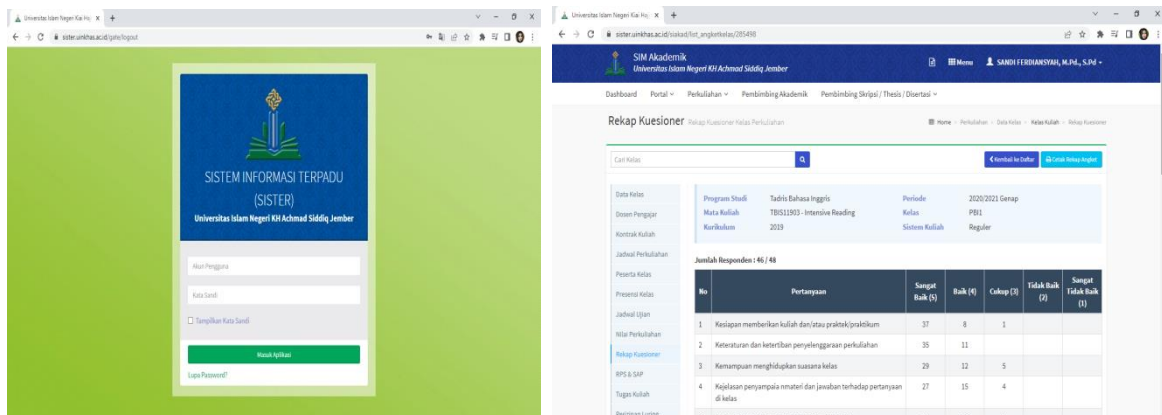 Universitas Islam Negeri Kiai Ha
sister.uinkhas.ac.id/gate/logout
SISTEM INFORMASI TERPADU
(SISTER)
Universitas Islam Negeri KH Achmad Siddiq Jember
Akun Pengguna
Kata Sandi
Tampilkan Kata Sandi
Masuk Aplikasi
Lupa Password?
Universitas Islam Negeri Kiai Ha
sister.uinkhas.ac.id/siakad/list_angketkelas/285498
SIM Akademik
Universitas Islam Negeri KH Achmad Siddiq Jember
Menu
SANDI FERDIANSYAH, M.Pd., S.Pd
Dashboard Portal Perkuliahan Pembimbing Akademik Pembimbing Skripsi / Thesis / Disertasi
Rekap Kuesioner Rekap Kuesioner Kelas Perkuliahan
Home > Perkuliahan > Data Kelas > Kelas Kuliah > Rekap Kuesioner
Cari Kelas
Kembali ke Daftar
Cetak Rekap Angket
Data Kelas
Dosen Pengajar
Kontrak Kuliah
Jadwal Perkuliahan
Peserta Kelas
Presensi Kelas
Jadwal Ujian
Nilai Perkuliahan
Rekap Kuesioner
RPS & SAP
Tugas Kuliah
Perizinan Luring
Program Studi Tadris Bahasa Inggris Periode 2020/2021 Genap
Mata Kuliah TBIS11903 - Intensive Reading Kelas PBI1
Kurikulum 2019 Sistem Kuliah Reguler
Jumlah Responden : 46 / 48
No Pertanyaan Sangat Baik (5) Baik (4) Cukup (3) Tidak Baik (2) Sangat Tidak Baik (1)
1 Kesiapan memberikan kuliah dan/atau praktek/praktikum 37 8 1
2 Keteraturan dan ketertiban penyelenggaraan perkuliahan 35 11
3 Kemampuan menghidupkan suasana kelas 29 12 5
4 Kejelasan penyampaia nmateri dan jawaban terhadap pertanyaan 27 15 4
di kelas